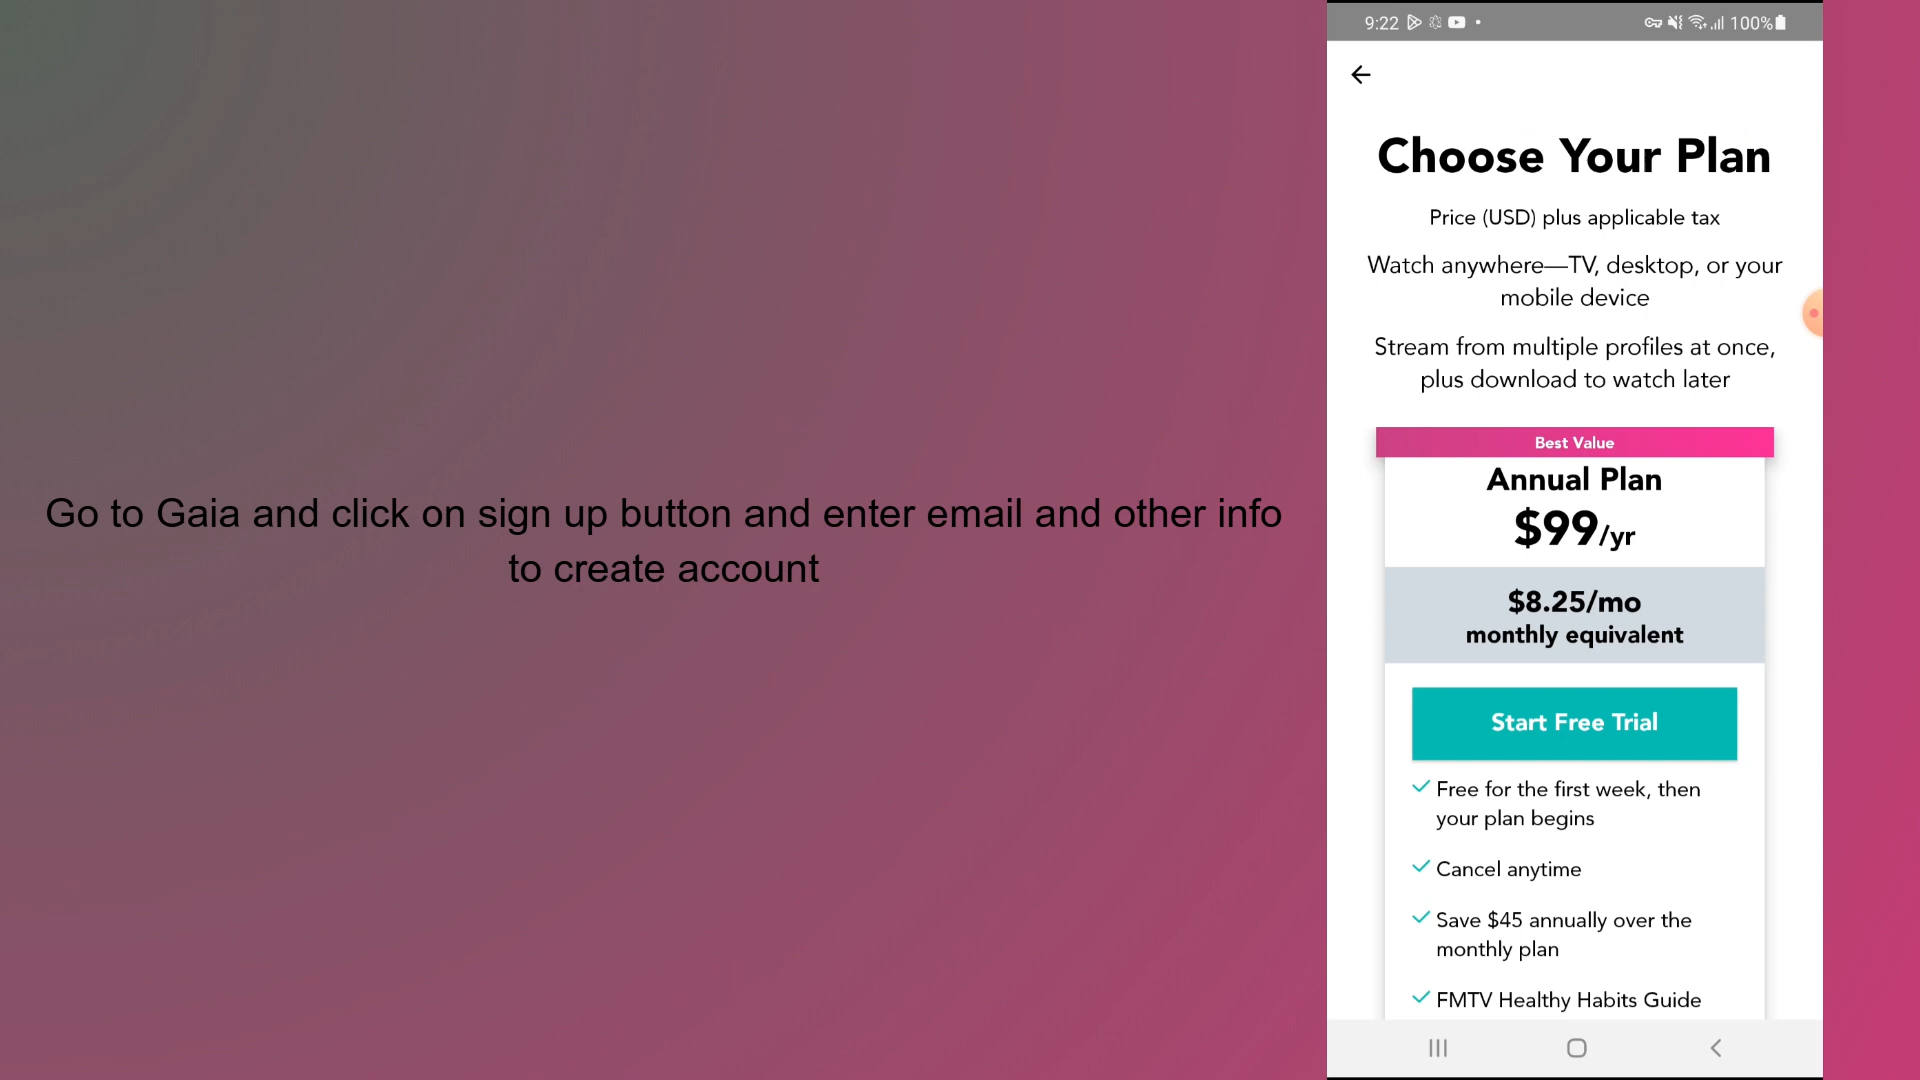 Go to Gaia and click on sign up button and enter email and other info
to create account
9:22
100%
Choose Your Plan
Price (USD) plus applicable tax
Watch anywhere—TV, desktop, or your
mobile device
Stream from multiple profiles at once,
plus download to watch later
Best Value
Annual Plan
$99/yr
$8.25/mo
monthly equivalent
Start Free Trial
Free for the first week, then
your plan begins
Cancel anytime
Save $45 annually over the
monthly plan
FMTV Healthy Habits Guide